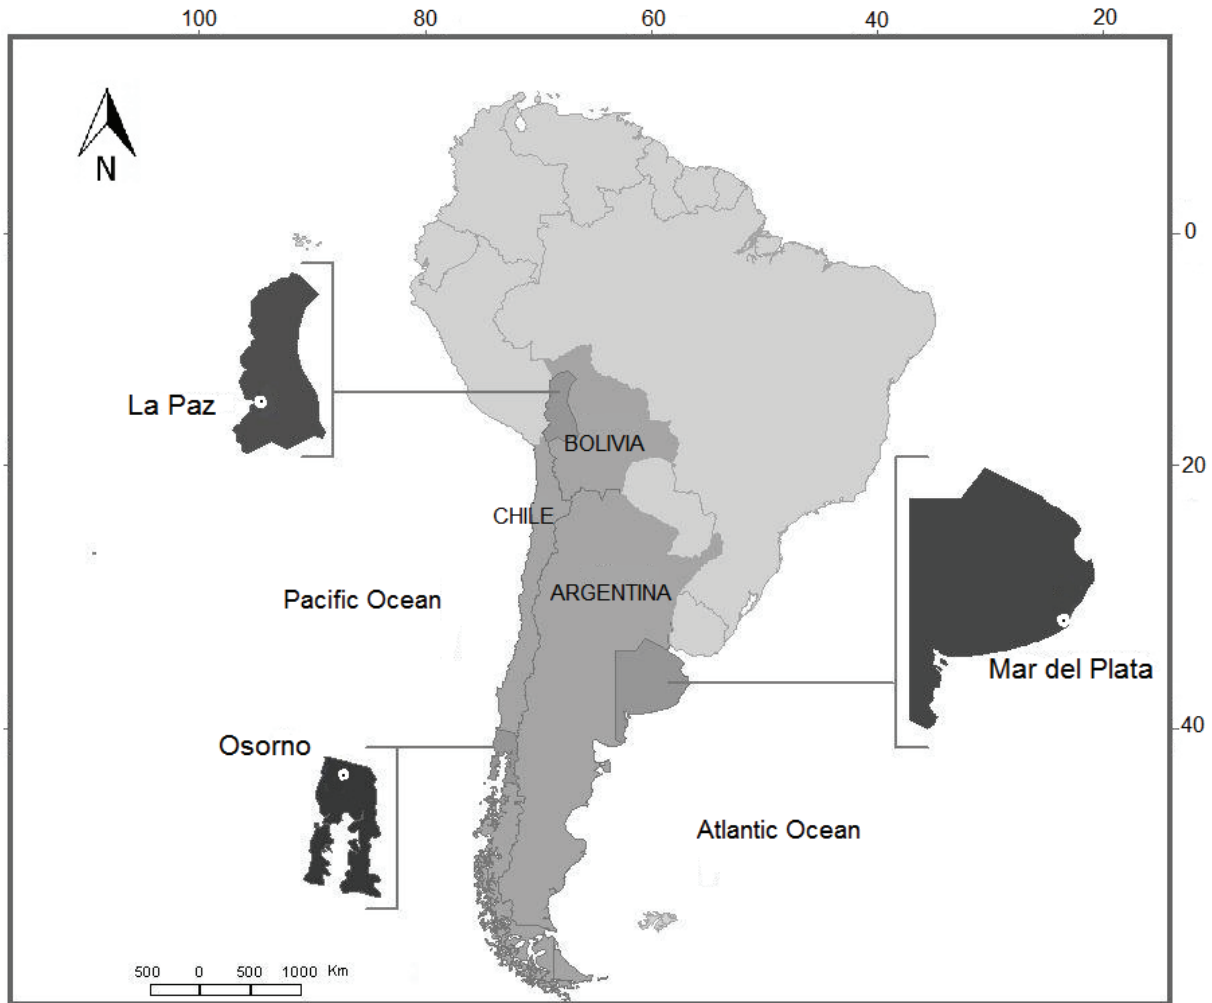 100 80 60 40 20
N
0
La Paz
BOLIVIA
20
CHILE
ARGENTINA
Pacific Ocean
Mar del Plata
40
Osorno
Atlantic Ocean
500 0 500 1000 Km